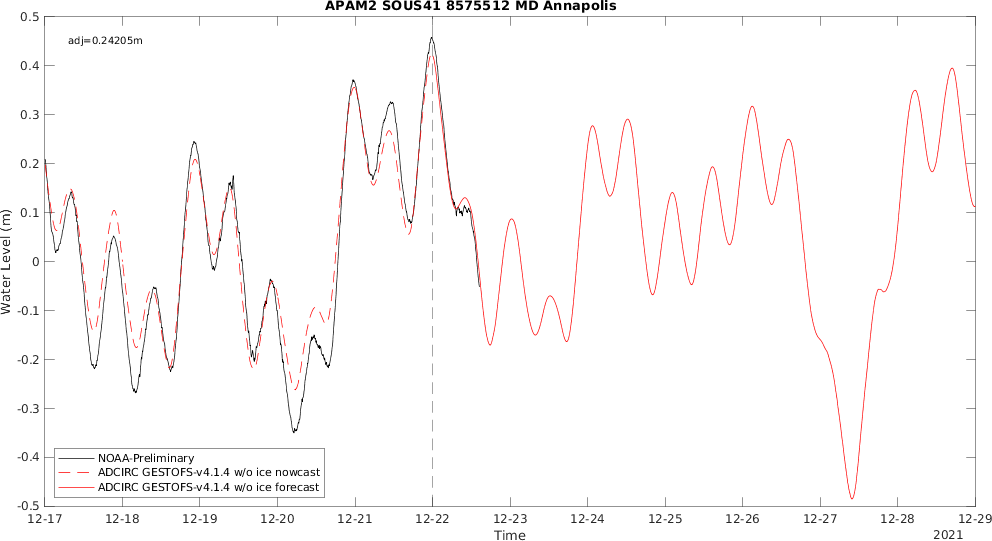 APAM2 SOUS41 8575512 MD Annapolis
adj=0.24205m
0.5
0.4
0.3
0.2
0.1
0
-0.1
-0.2
-0.3
-0.4
-0.5
Water Level (m)
NOAA-Preliminary
ADCIRC GESTOFS-v4.1.4 w/o ice nowcast
ADCIRC GESTOFS-v4.1.4 w/o ice forecast
12-17 12-18 12-19 12-20 12-21 12-22 12-23 12-24 12-25 12-26 12-27 12-28 12-29
Time
2021